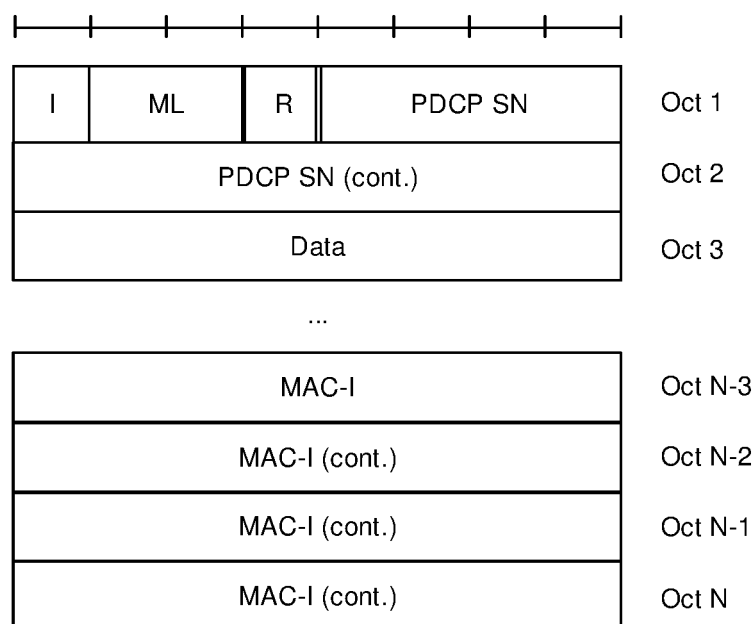 I ML R PDCP SN Oct 1
PDCP SN (cont.) Oct 2
Data Oct 3
...
MAC-I Oct N-3
MAC-I (cont.) Oct N-2
MAC-I (cont.) Oct N-1
MAC-I (cont.) Oct N